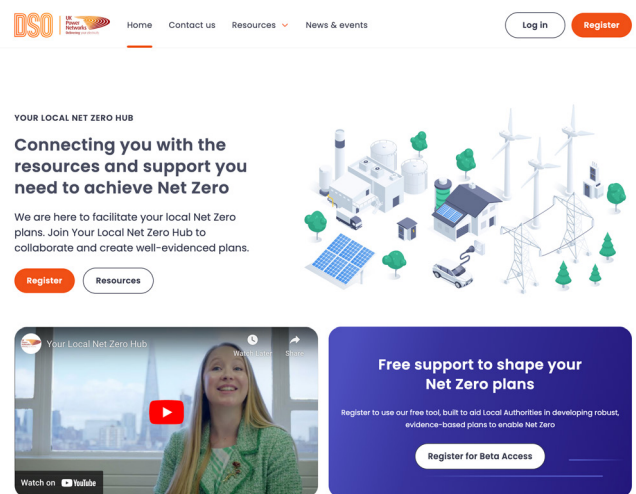 DSO
UK
Power
Networks
Delivering your electricity
Home
Contact us
Resources
News & events
Log in
Register
YOUR LOCAL NET ZERO HUB
Connecting you with the
resources and support you
need to achieve Net Zero
We are here to facilitate your local Net Zero
plans. Join Your Local Net Zero Hub to
collaborate and create well-evidenced plans.
Register
Resources
Your Local Net Zero Hub
Watch Later
Share
Watch on YouTube
Free support to shape your
Net Zero plans
Register to use our free tool, built to aid Local Authorities in developing robust,
evidence-based plans to enable Net Zero
Register for Beta Access